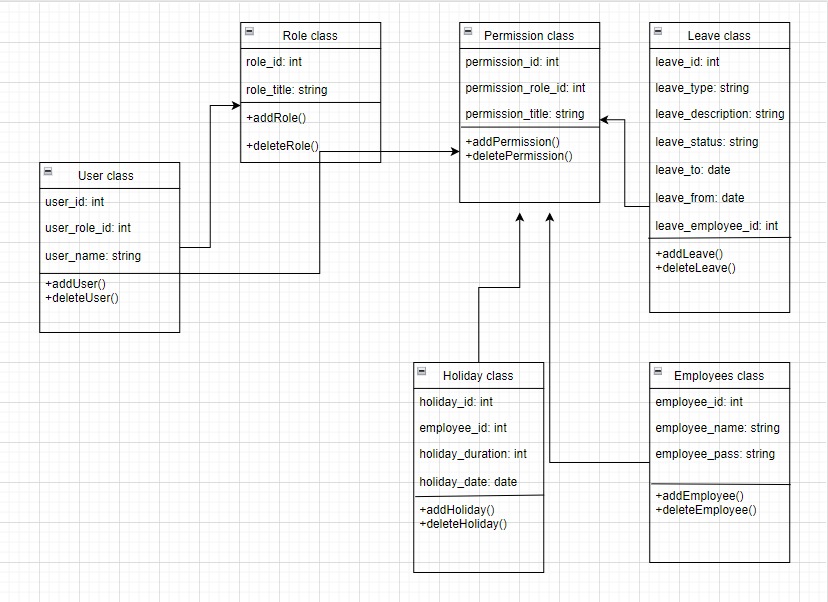 Role class
role_id: int
role_title: string
+addRole()
+deleteRole()
Permission class
permission_id: int
permission_role_id: int
permission_title: string
+addPermission()
+deletePermission()
Leave class
leave_id: int
leave_type: string
leave_description: string
leave_status: string
leave_to: date
leave_from: date
leave_employee_id: int
+addLeave()
+deleteLeave()
User class
user_id: int
user_role_id: int
user_name: string
+addUser()
+deleteUser()
Holiday class
holiday_id: int
employee_id: int
holiday_duration: int
holiday_date: date
+addHoliday()
+deleteHoliday()
Employees class
employee_id: int
employee_name: string
employee_pass: string
+addEmployee()
+deleteEmployee()